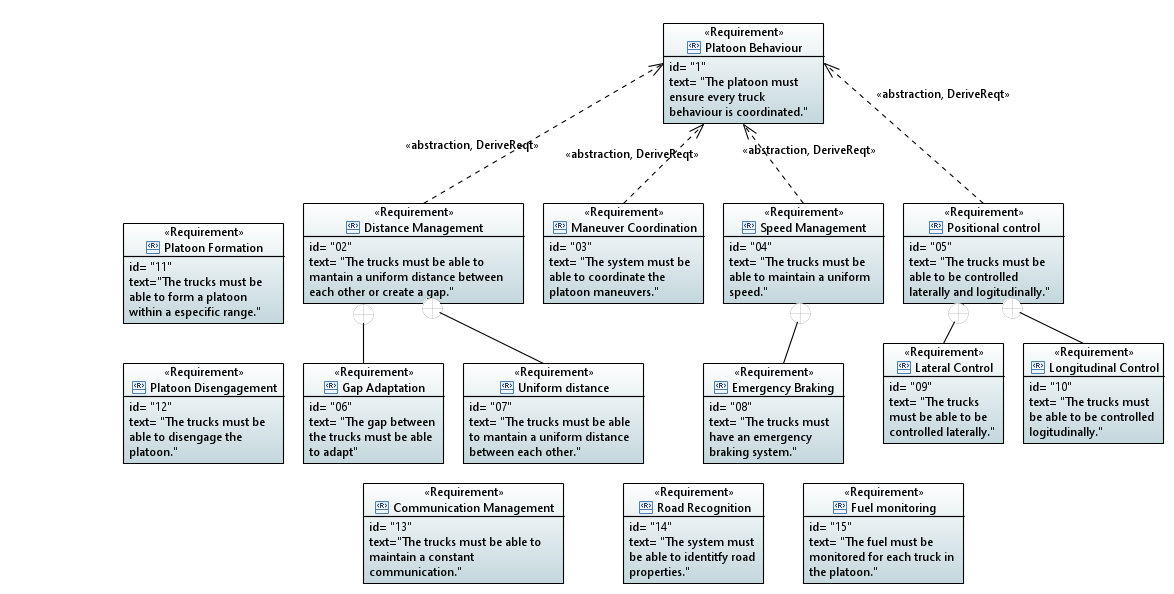 «Requirement»
Platoon Behaviour
id= "1"
text= "The platoon must
ensure every truck
behaviour is coordinated."
«abstraction, DeriveReqt»
«abstraction, DeriveReqt»
«abstraction, DeriveReqt»
«abstraction, DeriveReqt»
«Requirement»
Platoon Formation
id= "11"
text="The trucks must be
able to form a platoon
within a especific range."
«Requirement»
Distance Management
id= "02"
text= "The trucks must be able to
mantain a uniform distance between
each other or create a gap."
«Requirement»
Maneuver Coordination
id= "03"
text= "The system must be
able to coordinate the
platoon maneuvers."
«Requirement»
Speed Management
id= "04"
text= "The trucks must be
able to maintain a uniform
speed."
«Requirement»
Positional control
id= "05"
text= "The trucks must be
able to be controlled
laterally and logitudinally."
«Requirement»
Platoon Disengagement
id= "12"
text= "The trucks must be
able to disengage the
platoon."
«Requirement»
Gap Adaptation
id= "06"
text= "The gap between
the trucks must be able
to adapt"
«Requirement»
Uniform distance
id= "07"
text= "The trucks must be able
to mantain a uniform distance
between each other."
«Requirement»
Emergency Braking
id= "08"
text= "The trucks must
have an emergency
braking system."
«Requirement»
Lateral Control
id= "09"
text= "The trucks
must be able to be
controlled laterally."
«Requirement»
Longitudinal Control
id= "10"
text= "The trucks must
be able to be controlled
logitudinally."
«Requirement»
Communication Management
id= "13"
text="The trucks must be able to
maintain a constant
communication."
«Requirement»
Road Recognition
id= "14"
text= "The system must
be able to identitfy road
properties."
«Requirement»
Fuel monitoring
id= "15"
text= "The fuel must be
monitored for each truck in
the platoon."